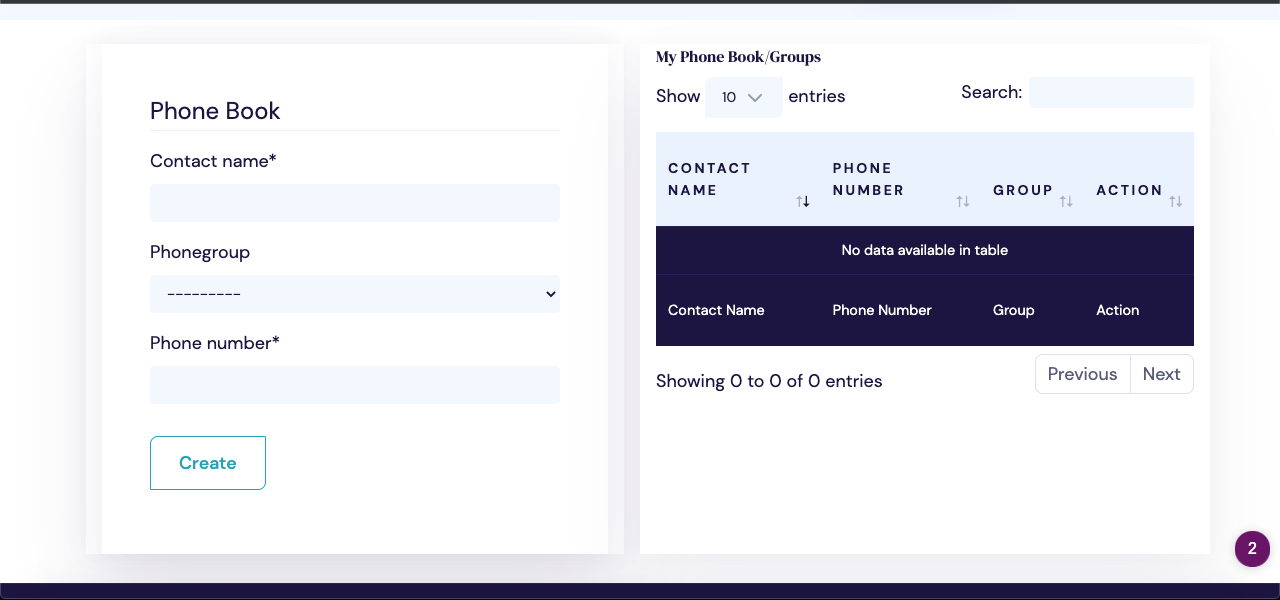 Phone Book
Contact name*
Phonegroup
---------
Phone number*
Create
My Phone Book/Groups
Show 10 entries
Search:
CONTACT NAME
PHONE NUMBER
GROUP
ACTION
No data available in table
Contact Name Phone Number Group Action
Showing 0 to 0 of 0 entries
Previous Next
2